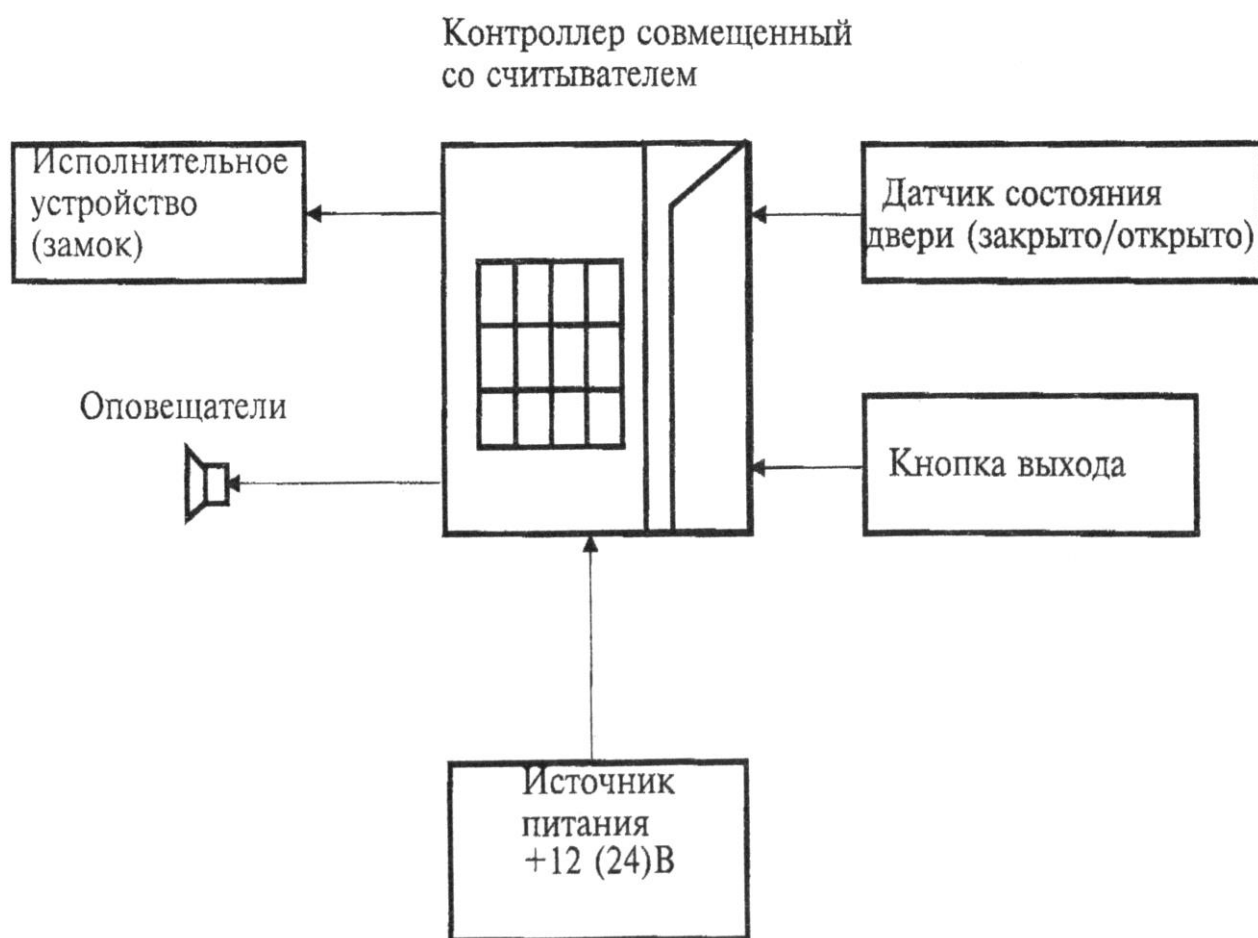 Контроллер совмещенный
со считывателем
Исполнительное
устройство
(замок)
Датчик состояния
двери (закрыто/открыто)
Оповещатели
Кнопка выхода
Источник
питания
+12 (24)В